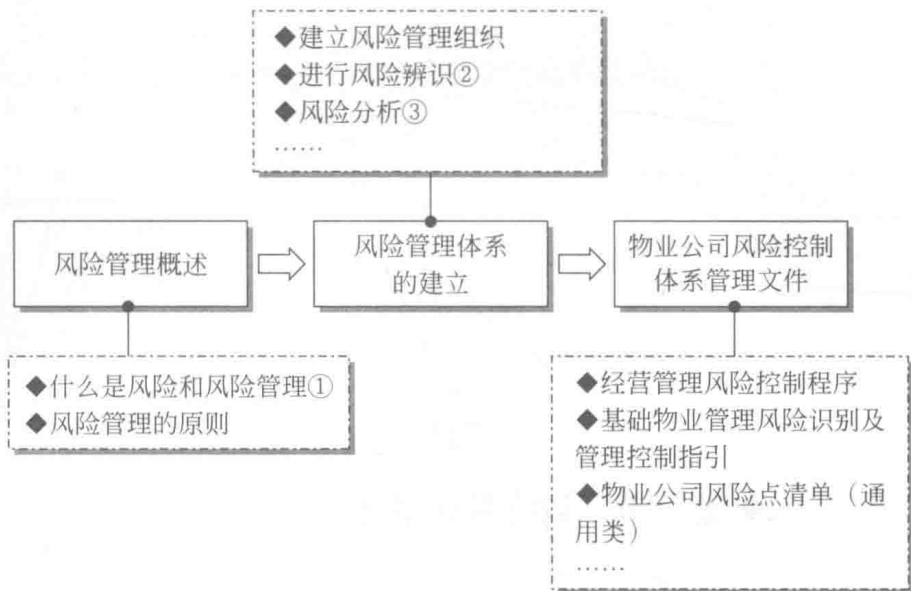 ◆建立风险管理组织
◆进行风险辨识②
◆风险分析③
……
风险管理概述
风险管理体系
的建立
物业公司风险控制
体系管理文件
◆什么是风险和风险管理①
◆风险管理的原则
◆经营管理风险控制程序
◆基础物业管理风险识别及
管理控制指引
◆物业公司风险点清单（通
用类）
……